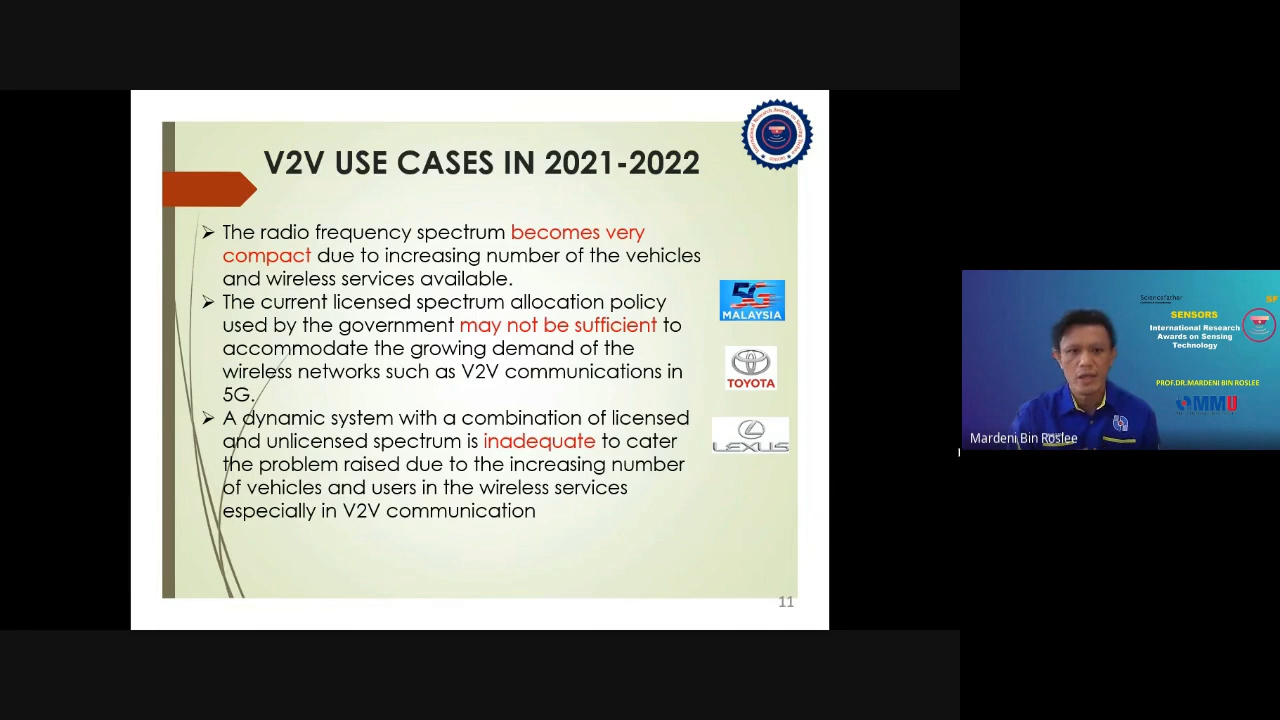 V2V USE CASES IN 2021-2022
➢ The radio frequency spectrum becomes very
compact due to increasing number of the vehicles
and wireless services available.
➢ The current licensed spectrum allocation policy
used by the government may not be sufficient to
accommodate the growing demand of the
wireless networks such as V2V communications in
5G.
➢ A dynamic system with a combination of licensed
and unlicensed spectrum is inadequate to cater
the problem raised due to the increasing number
of vehicles and users in the wireless services
especially in V2V communication
5G
MALAYSIA
TOYOTA
LEXUS
11
Sciencefather
SF
SENSORS
International Research
Awards on Sensing
Technology
PROF.DR.MARDENI BIN ROSLEE
MMU
Mardeni Bin Roslee